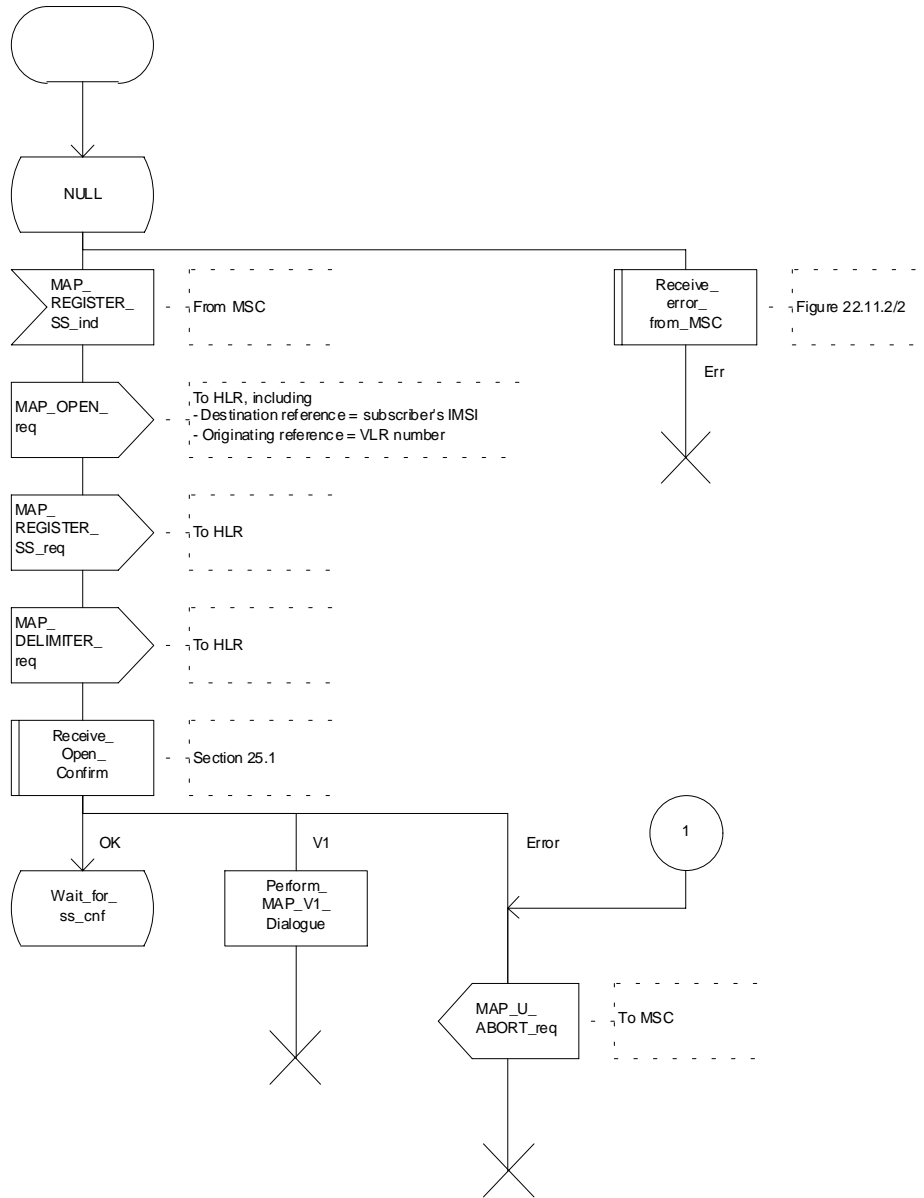 NULL
MAP_
REGISTER_
SS_ind
From MSC
Receive_
error_
from_MSC
Figure 22.11.2/2
Err
MAP_OPEN_
req
To HLR, including
- Destination reference = subscriber's IMSI
- Originating reference = VLR number
MAP_
REGISTER_
SS_req
To HLR
MAP_
DELIMITER_
req
To HLR
Receive_
Open_
Confirm
Section 25.1
OK
V1
Error
1
Wait_for_
ss_cnf
Perform_
MAP_V1_
Dialogue
MAP_U_
ABORT_req
To MSC